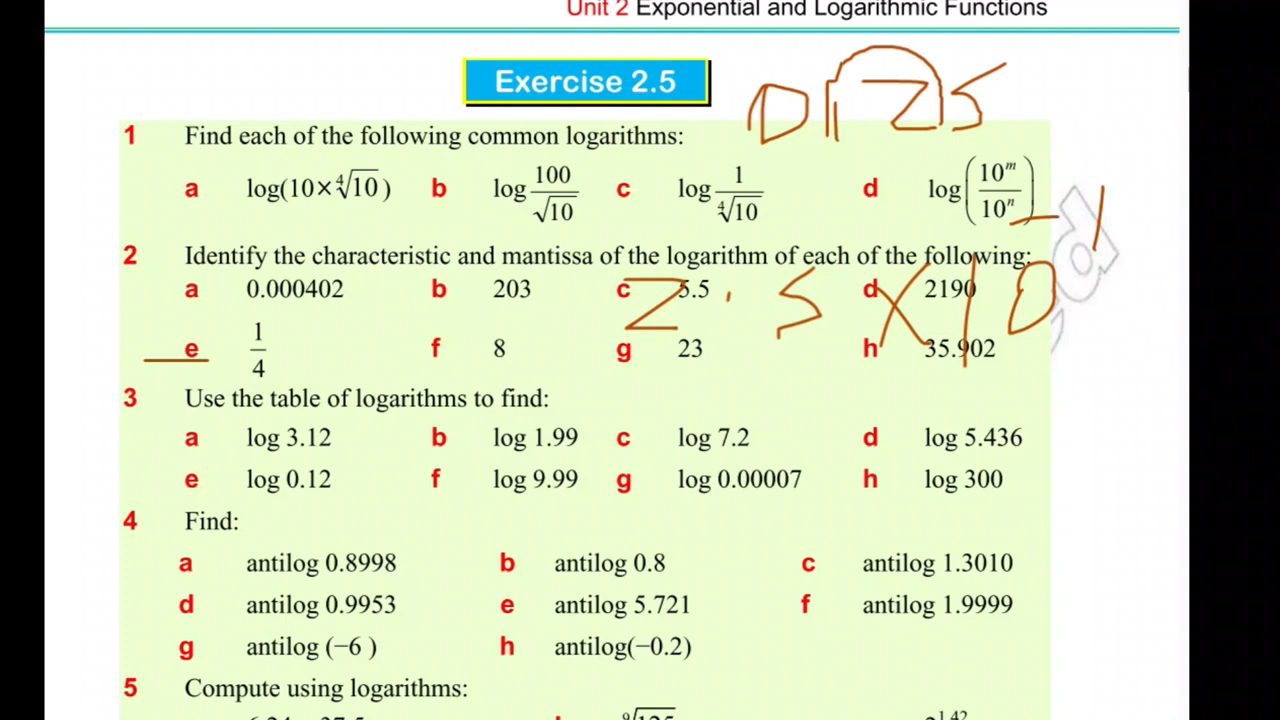 Unit 2 Exponential and Logarithmic Functions
Exercise 2.5
0.25
1 Find each of the following common logarithms:
a log(10×∜10) b log 100/√10 c log 1/∜10 d log(10ᵐ/10ⁿ)
2 Identify the characteristic and mantissa of the logarithm of each of the following:
a 0.000402 b 203 c 5.5 d 2190
2.5 × 10⁻¹
e 1/4 f 8 g 23 h 35.902
3 Use the table of logarithms to find:
a log 3.12 b log 1.99 c log 7.2 d log 5.436
e log 0.12 f log 9.99 g log 0.00007 h log 300
4 Find:
a antilog 0.8998 b antilog 0.8 c antilog 1.3010
d antilog 0.9953 e antilog 5.721 f antilog 1.9999
g antilog (−6 ) h antilog(−0.2)
5 Compute using logarithms: